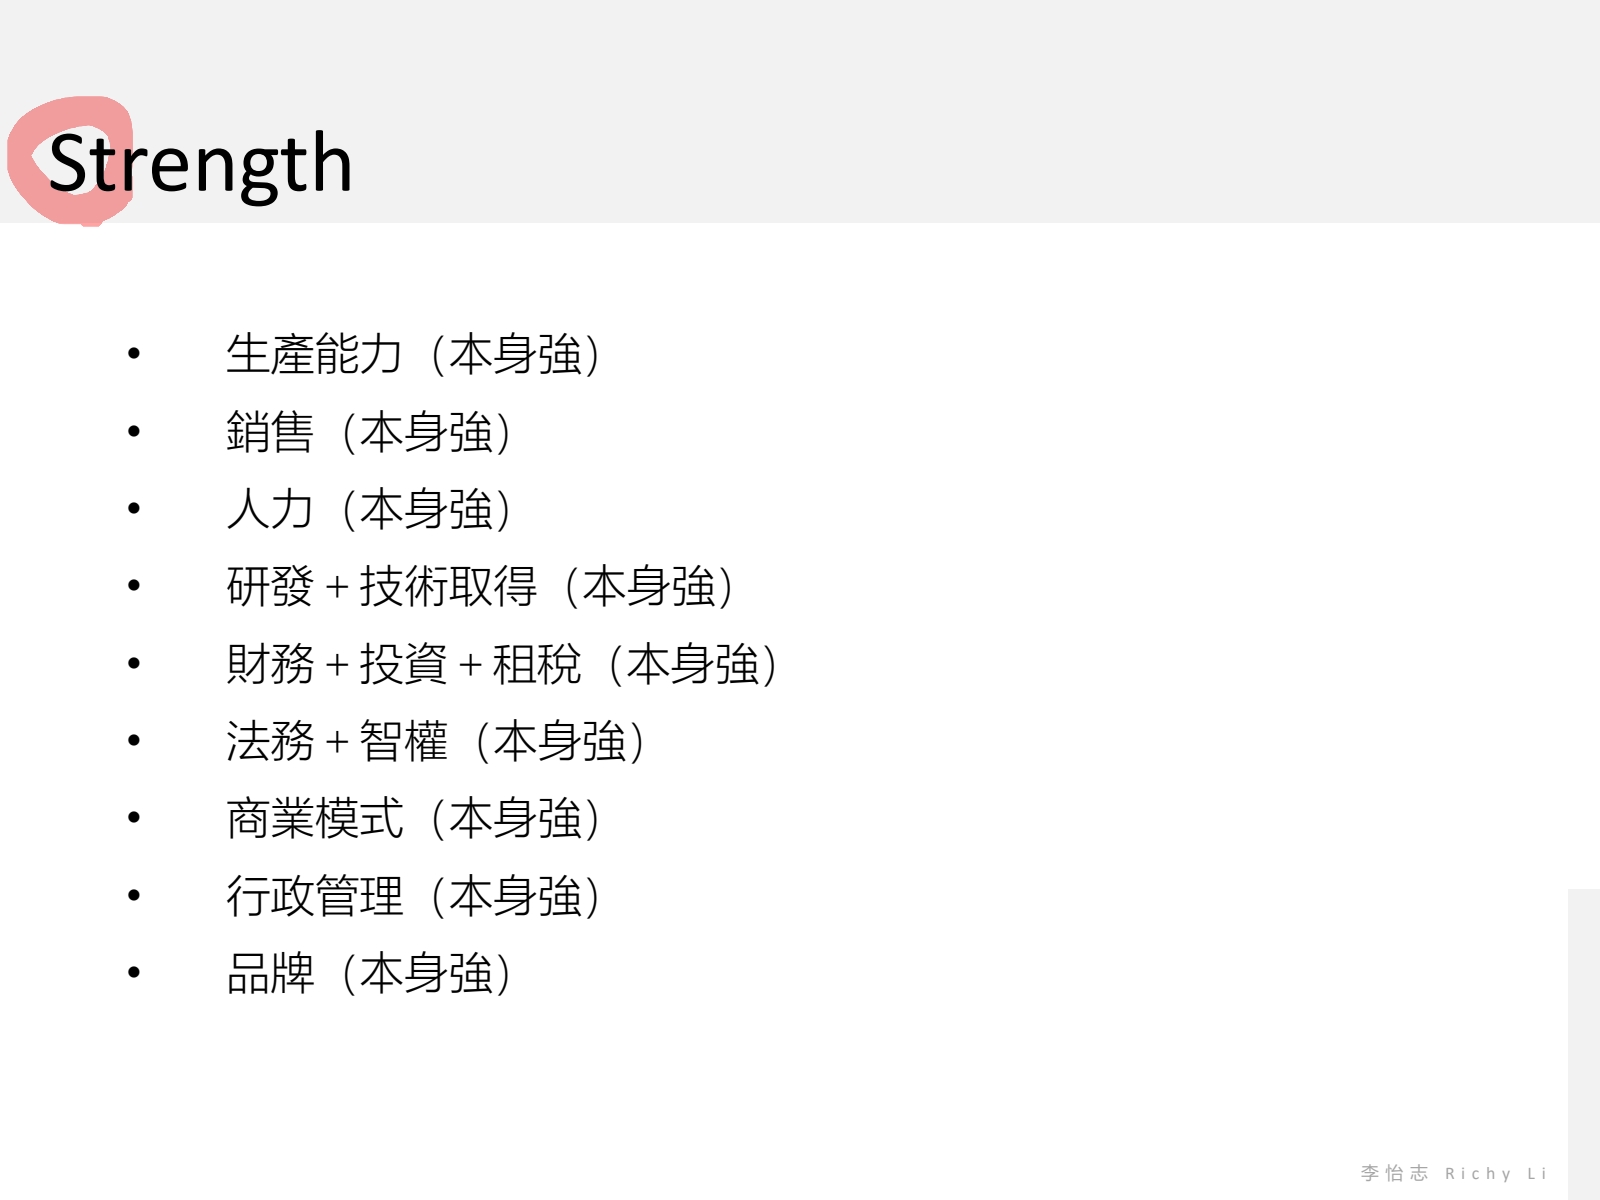 Strength
• 生產能力（本身強）
• 銷售（本身強）
• 人力（本身強）
• 研發 + 技術取得（本身強）
• 財務 + 投資 + 租稅（本身強）
• 法務 + 智權（本身強）
• 商業模式（本身強）
• 行政管理（本身強）
• 品牌（本身強）
李怡志 Richy Li